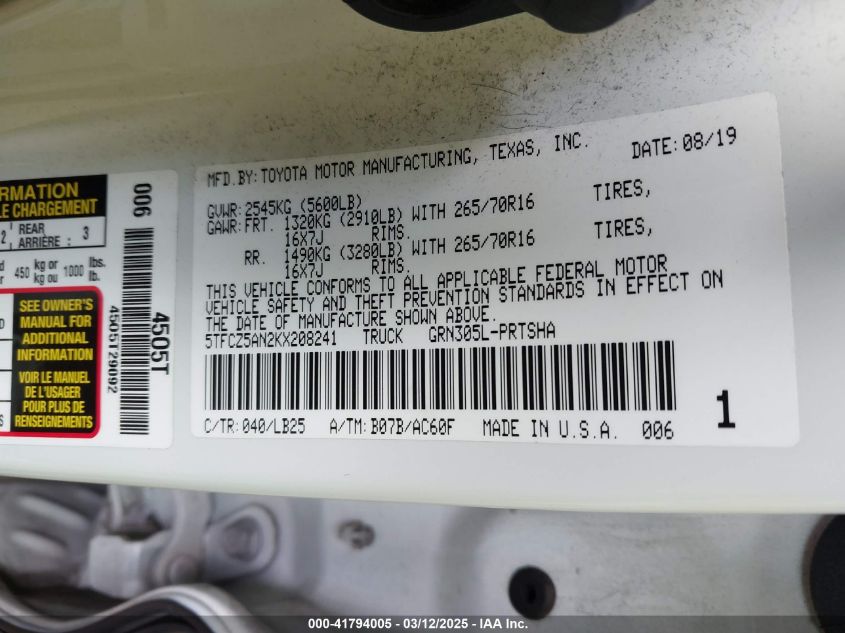 MFD.BY: TOYOTA MOTOR MANUFACTURING, TEXAS, INC. DATE: 08/19
GVWR: 2545KG (5600LB)
GAWR: FRT. 1320KG (2910LB) WITH 265/70R16 TIRES,
16X7J RIMS.
RR. 1490KG (3280LB) WITH 265/70R16 TIRES,
16X7J RIMS.
THIS VEHICLE CONFORMS TO ALL APPLICABLE FEDERAL MOTOR
VEHICLE SAFETY AND THEFT PREVENTION STANDARDS IN EFFECT ON
THE DATE OF MANUFACTURE SHOWN ABOVE.
5TFCZ5AN2KX208241 TRUCK GRN305L-PRTSHA
C/TR: 040/LB25 A/TM: B07B/AC60F MADE IN U.S.A. 006
1
RMATION
LE CHARGEMENT
2 REAR
ARRIÈRE : 3
450 kg or
kg ou 1000 lbs.
lb.
SEE OWNER'S
MANUAL FOR
ADDITIONAL
INFORMATION
VOIR LE MANUEL
DE L'USAGER
POUR PLUS DE
RENSEIGNEMENTS
006
4505T
4505T29092
000-41794005 - 03/12/2025 - IAA Inc.